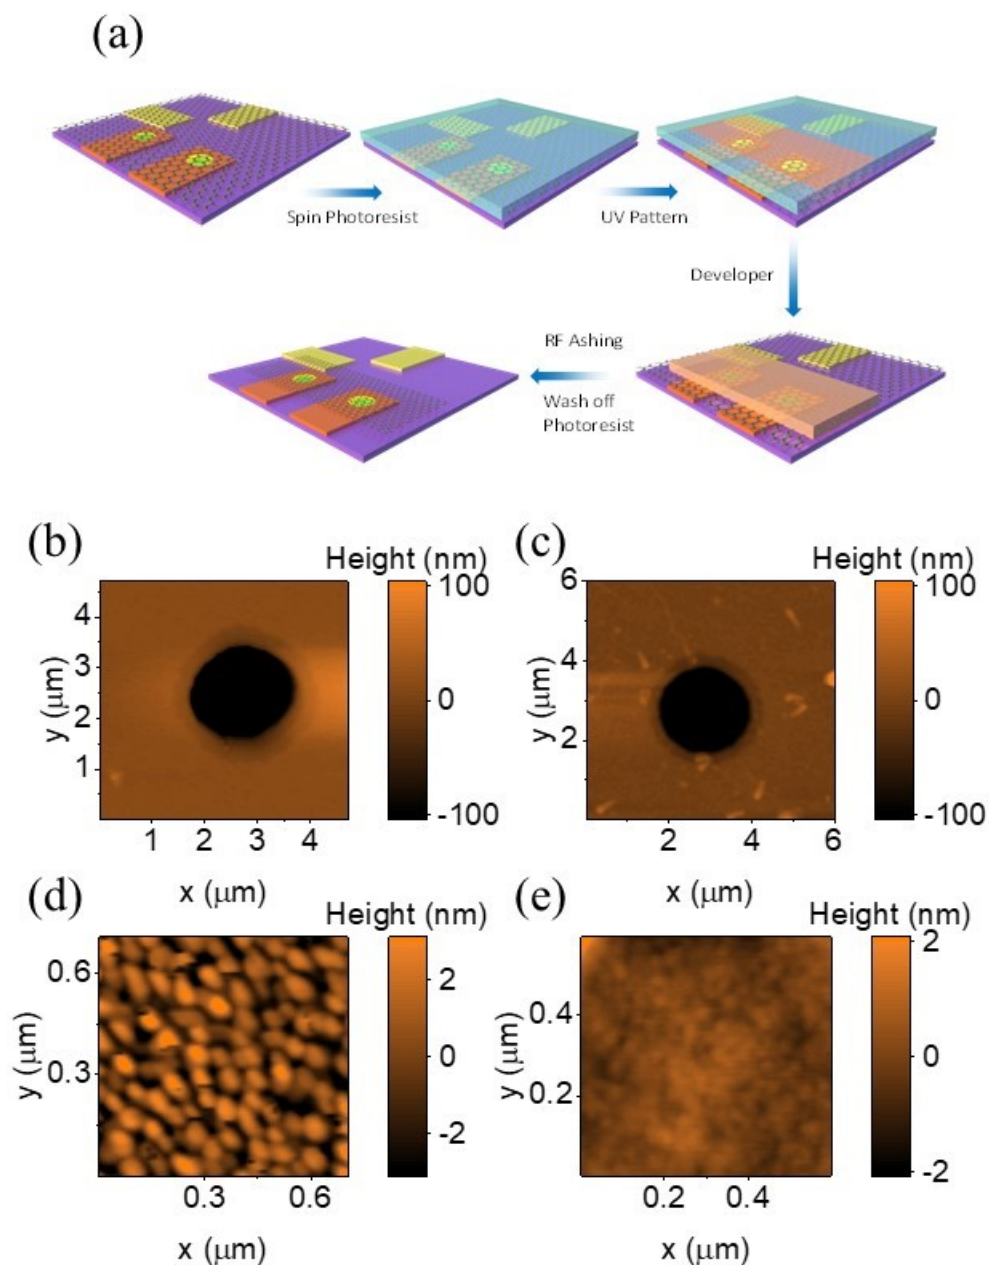 (a)
Spin Photoresist
UV Pattern
Developer
RF Ashing
Wash off
Photoresist
(b)
Height (nm)
100
0
-100
4
3
2
1
y (μm)
1 2 3 4
x (μm)
(c)
Height (nm)
100
0
-100
6
4
2
y (μm)
2 4 6
x (μm)
(d)
Height (nm)
2
0
-2
0.6
0.3
y (μm)
0.3 0.6
x (μm)
(e)
Height (nm)
2
0
-2
0.4
0.2
y (μm)
0.2 0.4
x (μm)